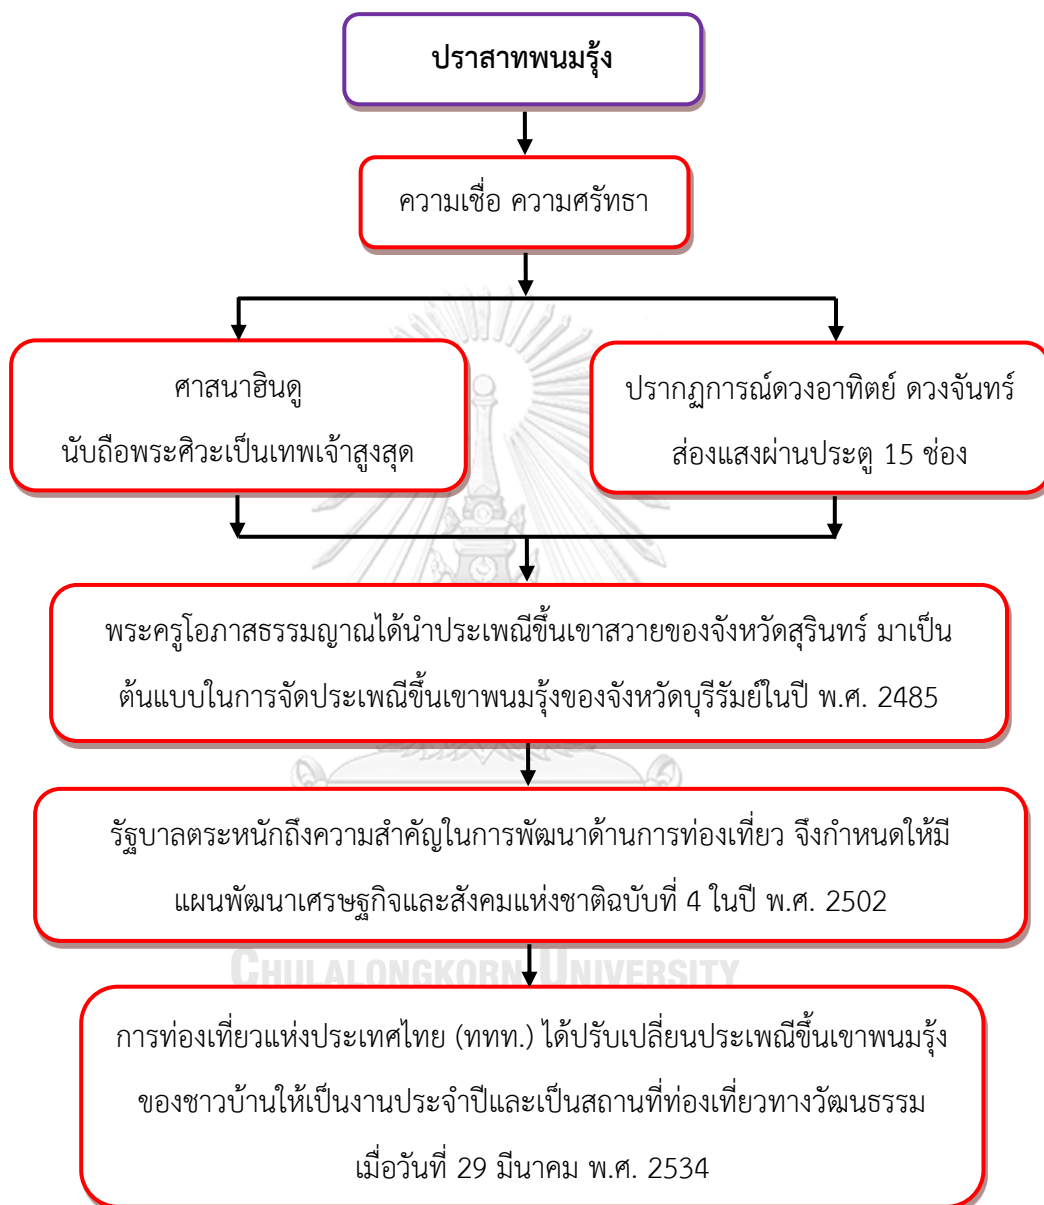 ปราสาทพนมรุ้ง
ความเชื่อ ความศรัทธา
ศาสนาฮินดู
นับถือพระศิวะเป็นเทพเจ้าสูงสุด
ปรากฏการณ์ดวงอาทิตย์ ดวงจันทร์
ส่องแสงผ่านประตู 15 ช่อง
พระครูโอภาสธรรมญาณได้นำประเพณีขึ้นเขาสวายของจังหวัดสุรินทร์ มาเป็น
ต้นแบบในการจัดประเพณีขึ้นเขาพนมรุ้งของจังหวัดบุรีรัมย์ในปี พ.ศ. 2485
รัฐบาลตระหนักถึงความสำคัญในการพัฒนาด้านการท่องเที่ยว จึงกำหนดให้มี
แผนพัฒนาเศรษฐกิจและสังคมแห่งชาติฉบับที่ 4 ในปี พ.ศ. 2502
CHULALONGKORN UNIVERSITY
การท่องเที่ยวแห่งประเทศไทย (ททท.) ได้ปรับเปลี่ยนประเพณีขึ้นเขาพนมรุ้ง
ของชาวบ้านให้เป็นงานประจำปีและเป็นสถานที่ท่องเที่ยวทางวัฒนธรรม
เมื่อวันที่ 29 มีนาคม พ.ศ. 2534